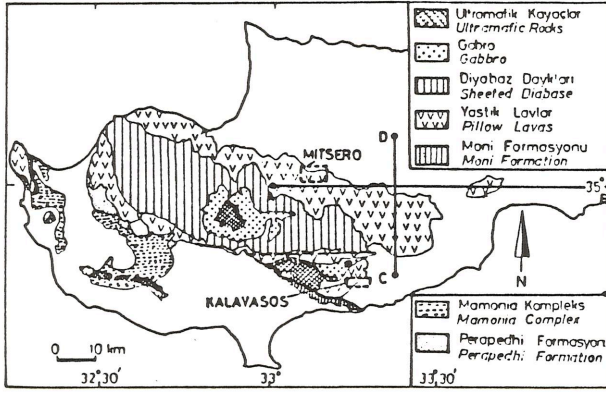 Ultramafik Kayaçlar
Ultramafic Rocks
Gabro
Gabbro
Diyabaz Daykları
Sheeted Diabase
Yastık Lavlar
Pillow Lavas
Moni Formasyonu
Moni Formation
D
MITSERO
35°
E
C
N
KALAVASOS
Mamonia Kompleks
Mamonia Complex
Perapedhi Formasyonu
Perapedhi Formation
0 10 km
32°30'
33°
33°30'